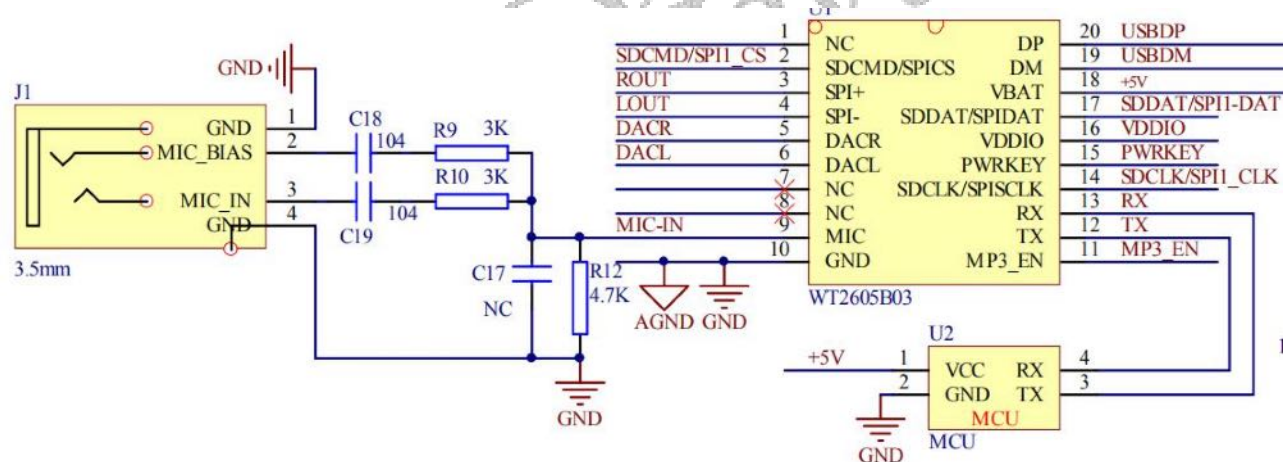 U1
GND
J1
GND 1
MIC_BIAS 2
MIC_IN 3
GND 4
3.5mm
C18
104
R9 3K
R10 3K
104
C19
C17
NC
R12
4.7K
GND
1 NC
SDCMD/SPI1_CS 2 SDCMD/SPICS
ROUT 3 SPI+
LOUT 4 SPI-
DACR 5 DACR
DACL 6 DACL
7 NC
8 NC
MIC-IN 9 MIC
10 GND
AGND GND
DP 20 USBDP
DM 19 USBDM
VBAT 18 +5V
SDDAT/SPIDAT 17 SDDAT/SPI1-DAT
VDDIO 16 VDDIO
PWRKEY 15 PWRKEY
SDCLK/SPISCLK 14 SDCLK/SPI1_CLK
RX 13 RX
TX 12 TX
MP3_EN 11 MP3_EN
WT2605B03
U2
+5V 1 VCC RX 4
2 GND TX 3
MCU
MCU
GND